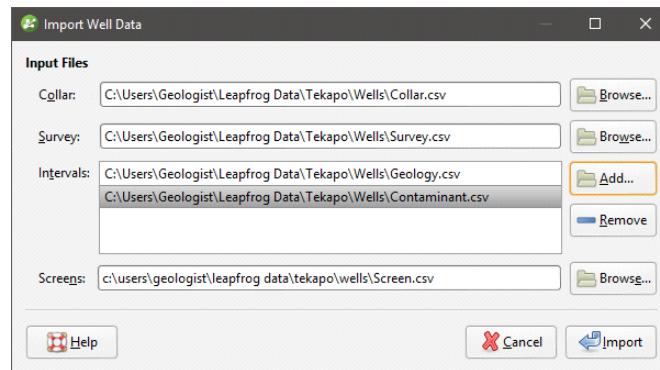 Import Well Data
Input Files
Collar: C:\Users\Geologist\Leapfrog Data\Tekapo\Wells\Collar.csv Browse...
Survey: C:\Users\Geologist\Leapfrog Data\Tekapo\Wells\Survey.csv Browse...
Intervals: C:\Users\Geologist\Leapfrog Data\Tekapo\Wells\Geology.csv Add...
C:\Users\Geologist\Leapfrog Data\Tekapo\Wells\Contaminant.csv
Remove
Screens: c:\users\geologist\leapfrog data\tekapo\wells\Screen.csv Browse...
Help Cancel Import